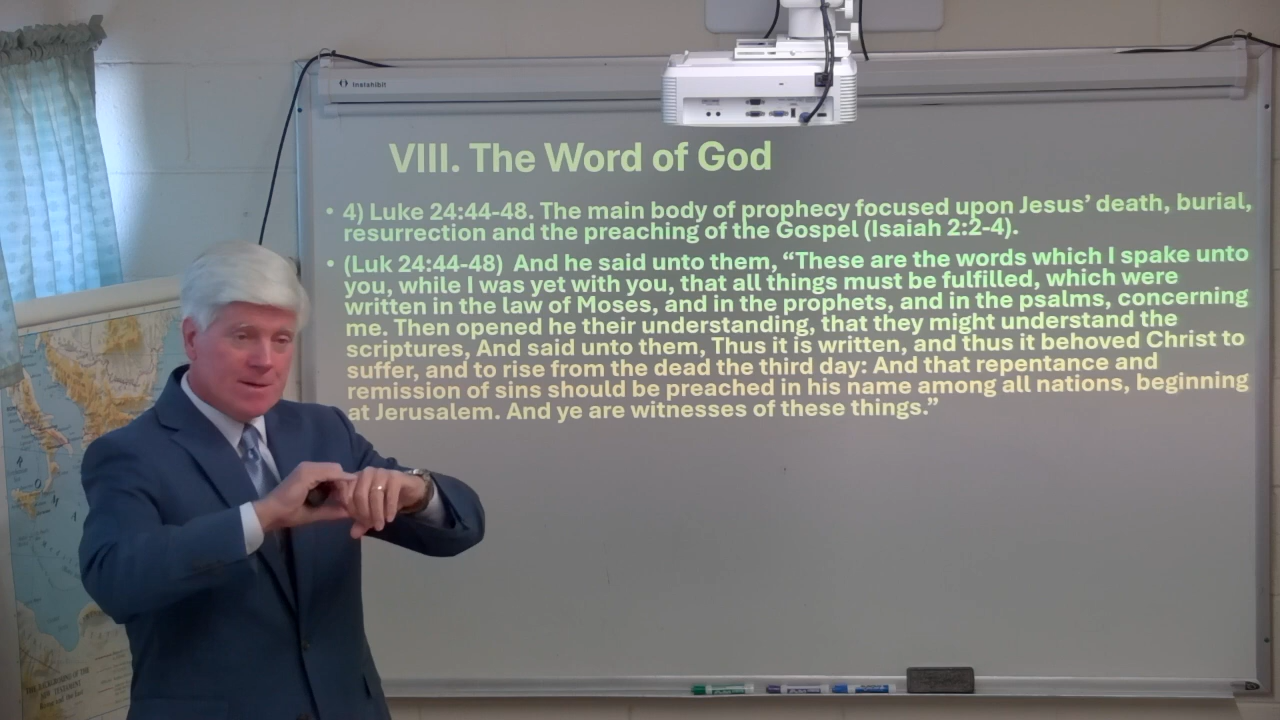 Instahibit
VIII. The Word of God
• 4) Luke 24:44-48. The main body of prophecy focused upon Jesus’ death, burial,
resurrection and the preaching of the Gospel (Isaiah 2:2-4).
• (Luk 24:44-48) And he said unto them, “These are the words which I spake unto
you, while I was yet with you, that all things must be fulfilled, which were
written in the law of Moses, and in the prophets, and in the psalms, concerning
me. Then opened he their understanding, that they might understand the
scriptures, And said unto them, Thus it is written, and thus it behoved Christ to
suffer, and to rise from the dead the third day: And that repentance and
remission of sins should be preached in his name among all nations, beginning
at Jerusalem. And ye are witnesses of these things.”
R
O
M
A
THE BACKGROUND OF THE
NEW TESTAMENT